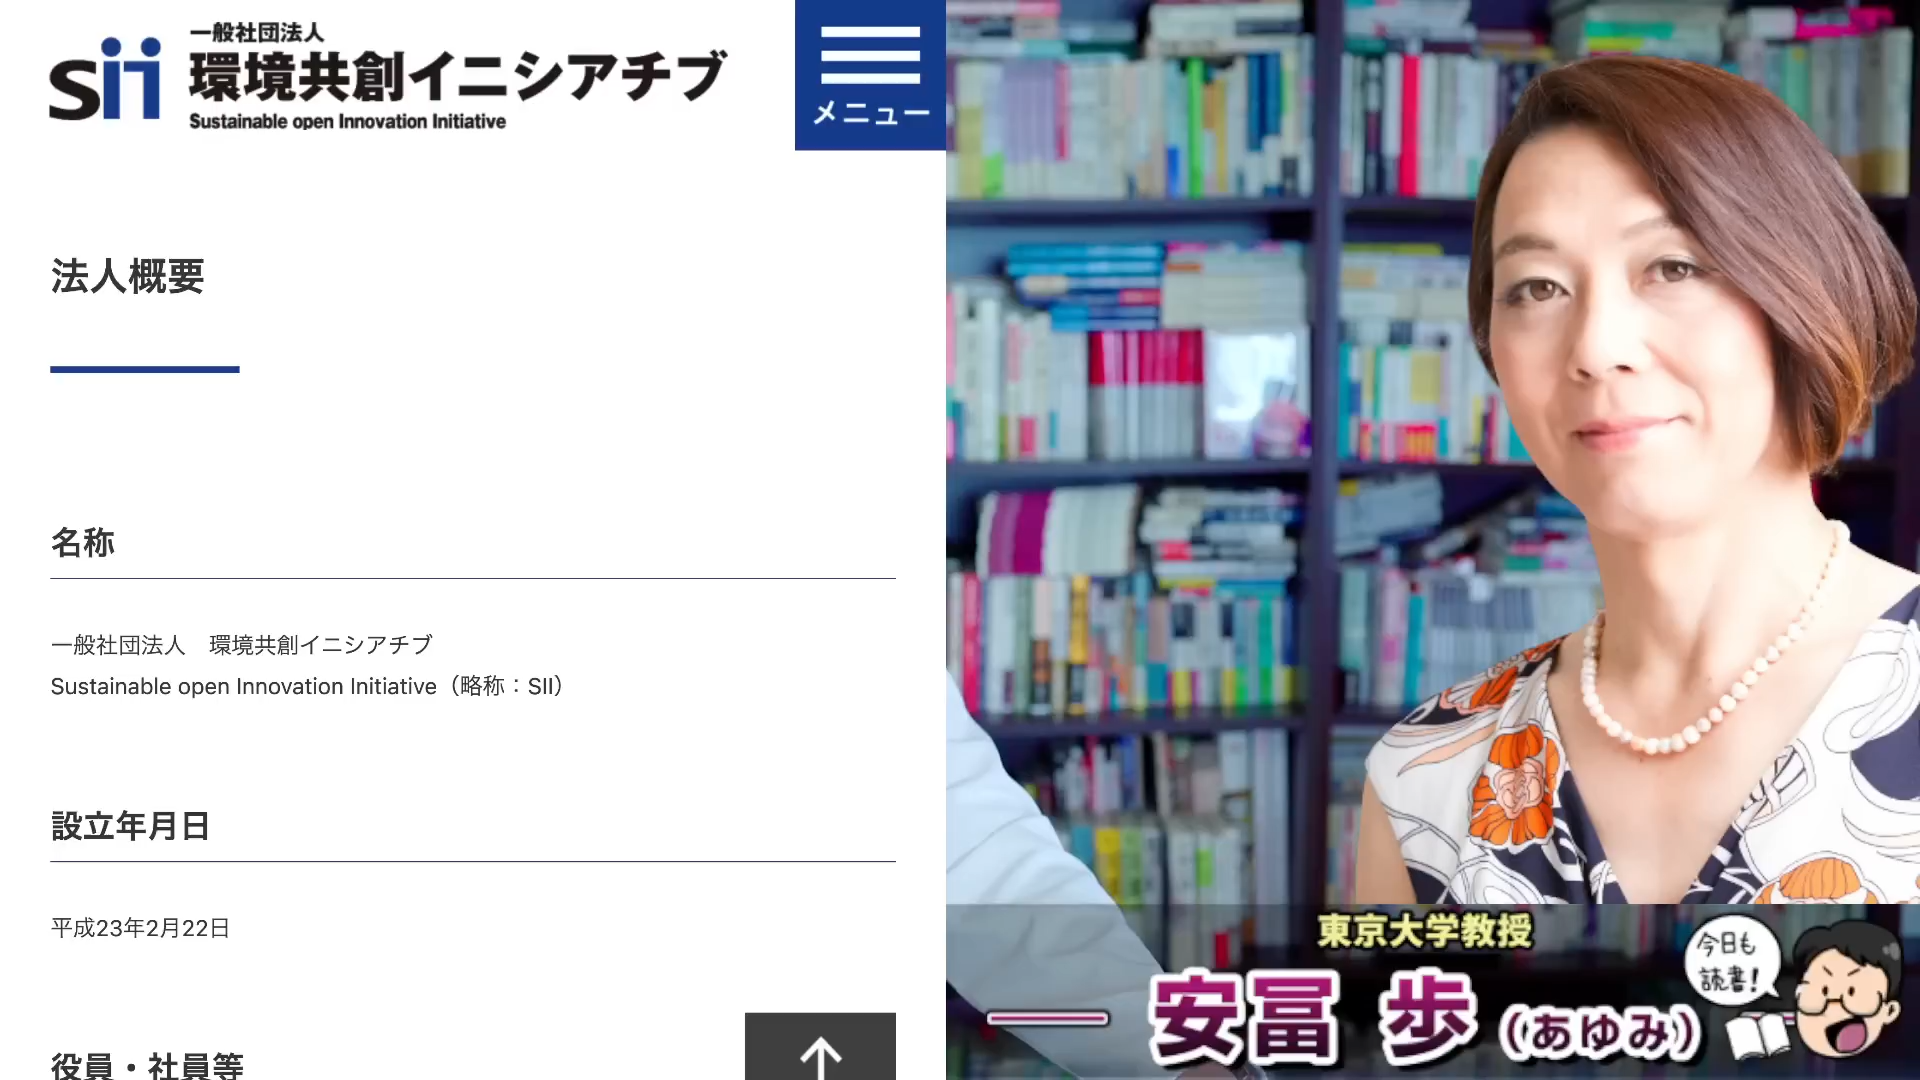 一般社団法人
sii 環境共創イニシアチブ
Sustainable open Innovation Initiative
メニュー
法人概要
名称
一般社団法人　環境共創イニシアチブ
Sustainable open Innovation Initiative（略称：SII）
設立年月日
平成23年2月22日
役員・社員等
東京大学教授
安冨 歩（あゆみ）
今日も
読書！